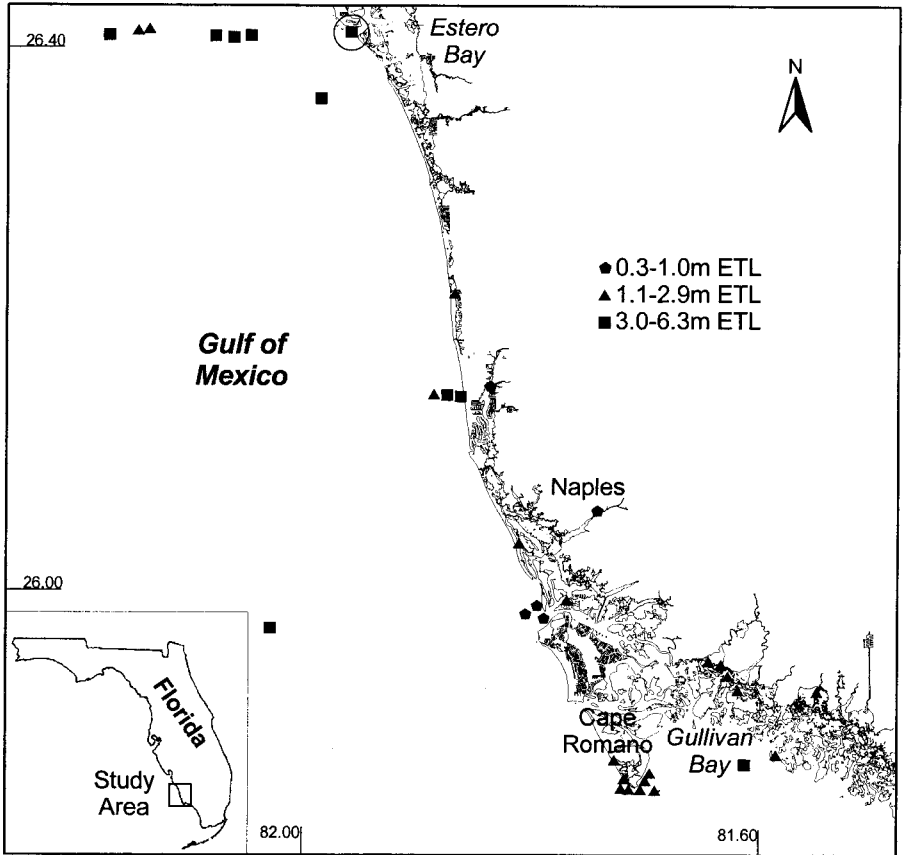 26.40
Estero
Bay
N
0.3-1.0m ETL
1.1-2.9m ETL
3.0-6.3m ETL
Gulf of
Mexico
Naples
26.00
Florida
Study
Area
Cape
Romano
Gullivan
Bay
82.00
81.60